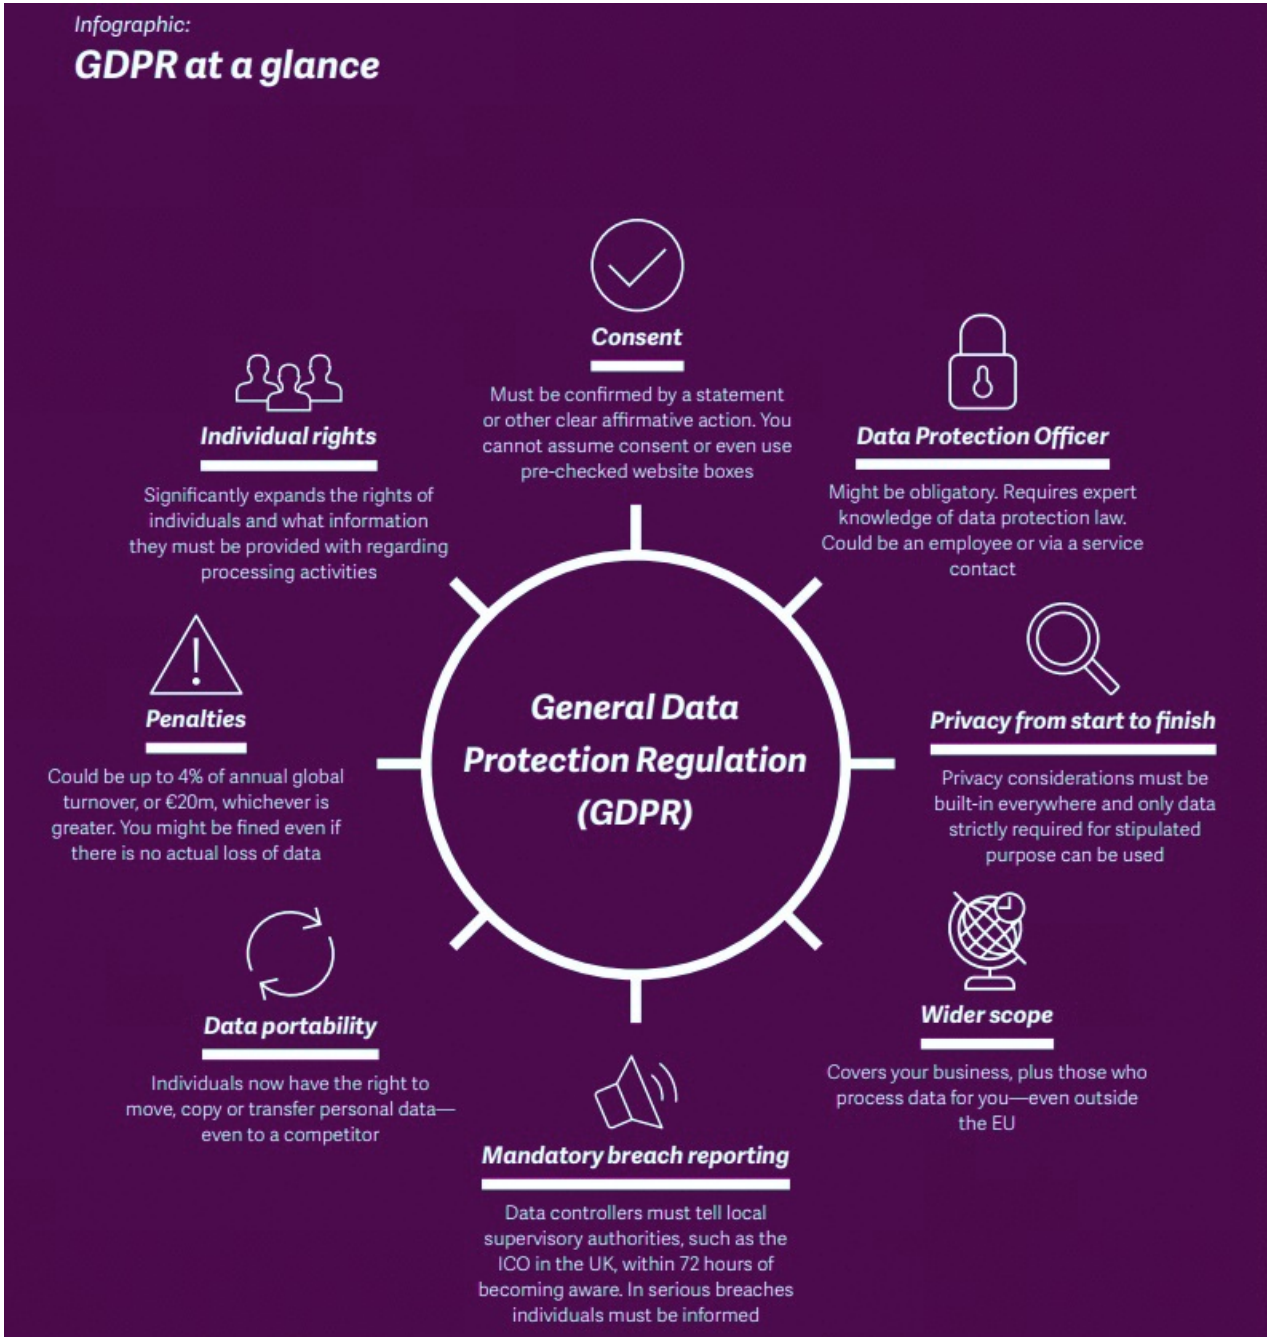 Infographic:
GDPR at a glance
Consent
Must be confirmed by a statement
or other clear affirmative action. You
cannot assume consent or even use
pre-checked website boxes
Data Protection Officer
Might be obligatory. Requires expert
knowledge of data protection law.
Could be an employee or via a service
contact
Privacy from start to finish
Privacy considerations must be
built-in everywhere and only data
strictly required for stipulated
purpose can be used
Wider scope
Covers your business, plus those who
process data for you—even outside
the EU
Mandatory breach reporting
Data controllers must tell local
supervisory authorities, such as the
ICO in the UK, within 72 hours of
becoming aware. In serious breaches
individuals must be informed
Data portability
Individuals now have the right to
move, copy or transfer personal data—
even to a competitor
Penalties
Could be up to 4% of annual global
turnover, or €20m, whichever is
greater. You might be fined even if
there is no actual loss of data
Individual rights
Significantly expands the rights of
individuals and what information
they must be provided with regarding
processing activities
General Data
Protection Regulation
(GDPR)